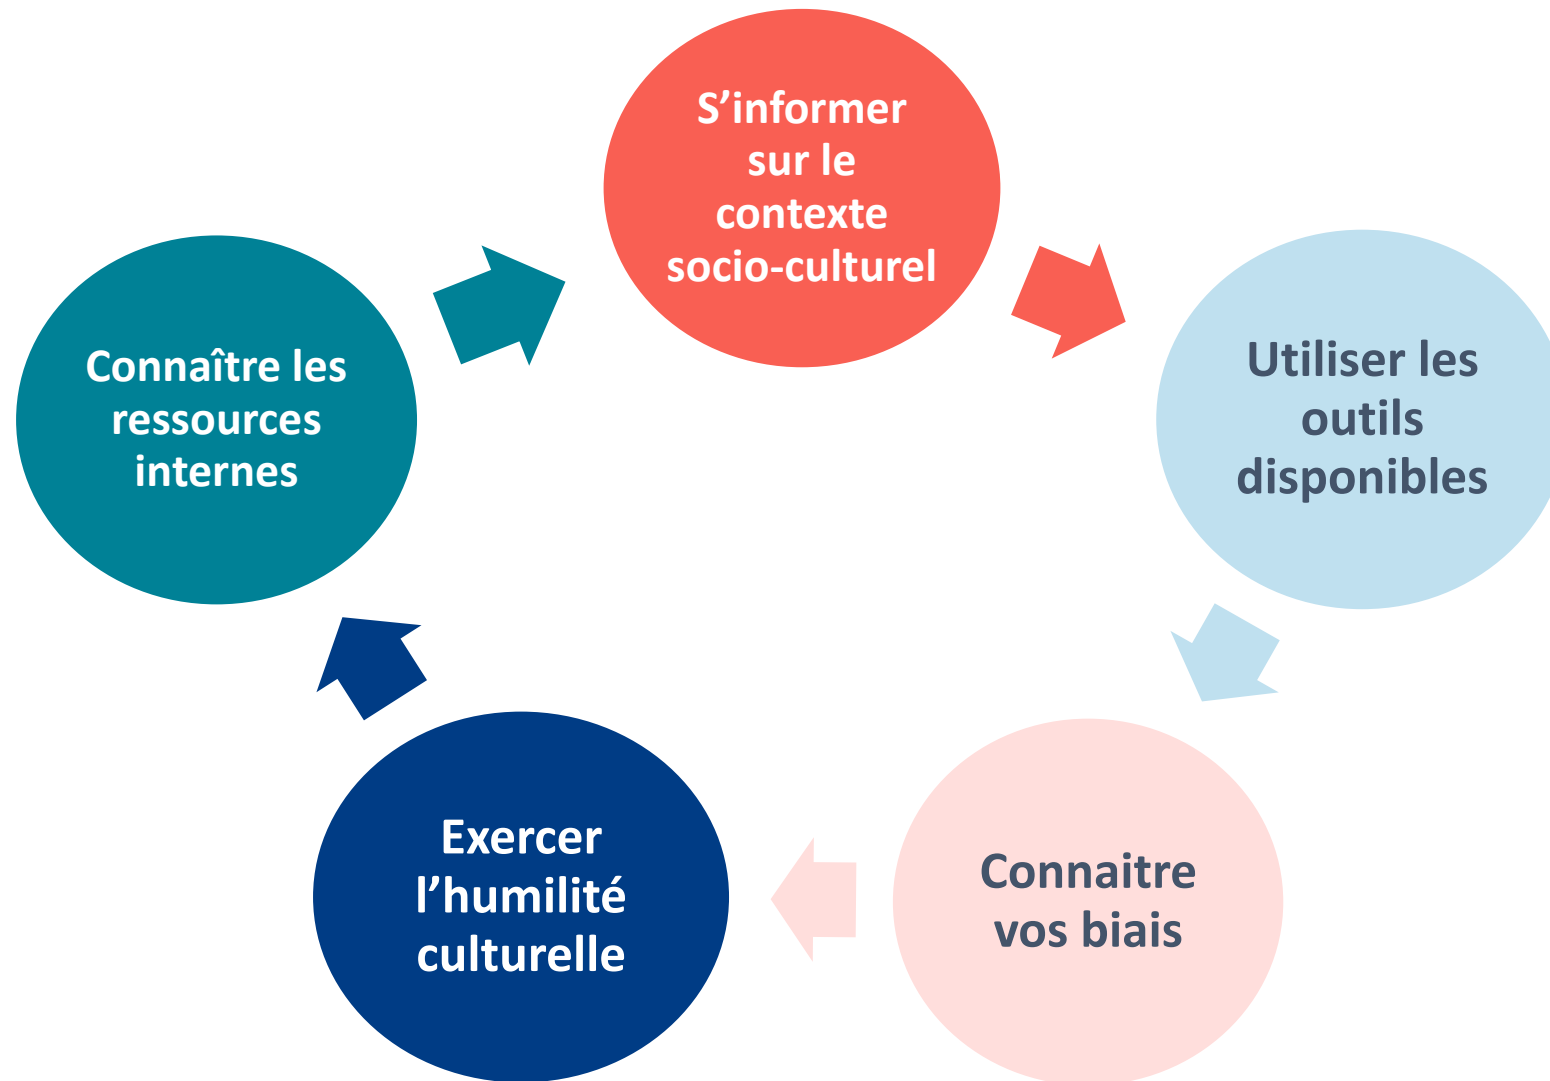 S’informer
sur le
contexte
socio-culturel
Utiliser les
outils
disponibles
Connaitre
vos biais
Exercer
l’humilité
culturelle
Connaître les
ressources
internes